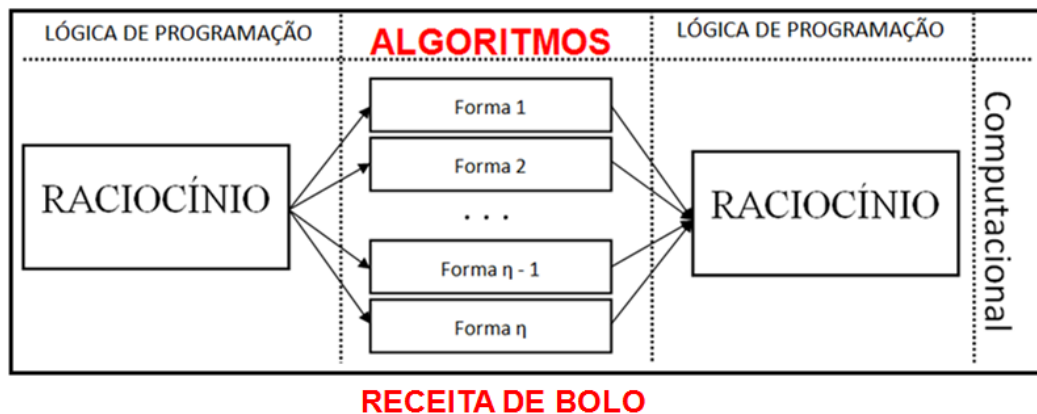 LÓGICA DE PROGRAMAÇÃO
ALGORITMOS
LÓGICA DE PROGRAMAÇÃO
RACIOCÍNIO
Forma 1
Forma 2
. . .
Forma η - 1
Forma η
RACIOCÍNIO
Computacional
RECEITA DE BOLO